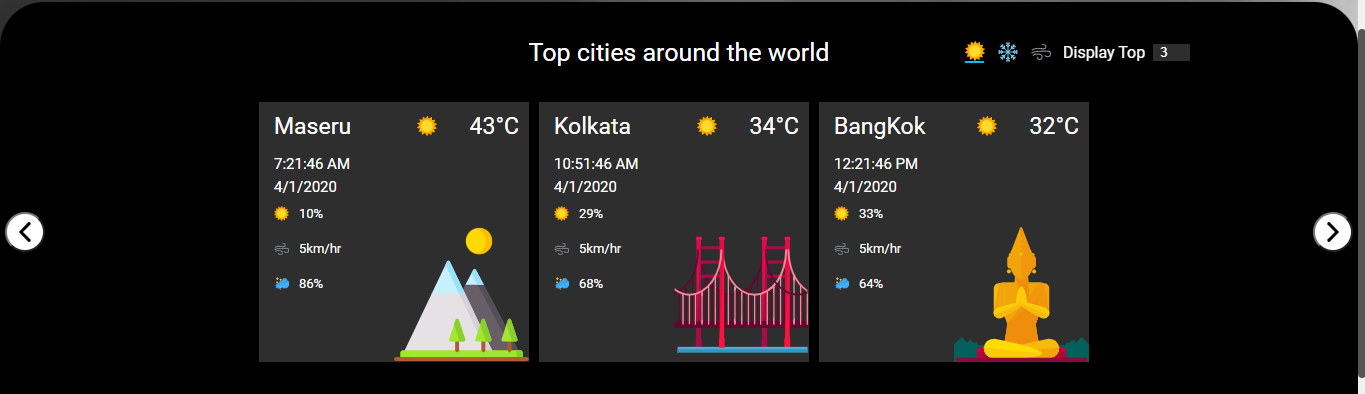 Top cities around the world
Display Top 3
Maseru 43°C
7:21:46 AM
4/1/2020
10%
5km/hr
86%
Kolkata 34°C
10:51:46 AM
4/1/2020
29%
5km/hr
68%
BangKok 32°C
12:21:46 PM
4/1/2020
33%
5km/hr
64%